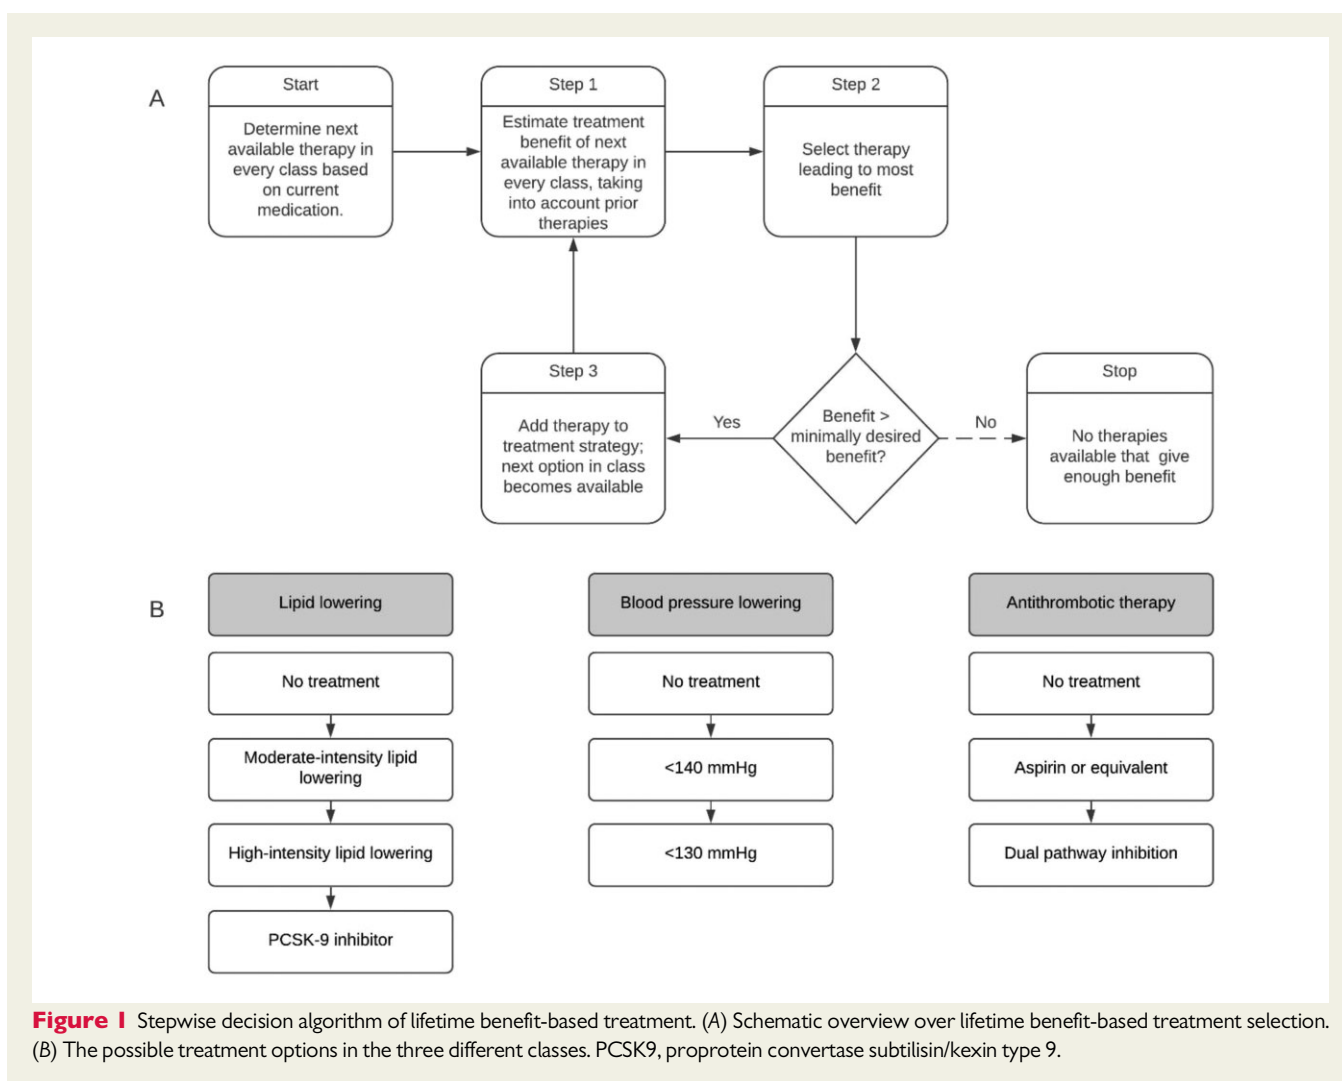 A
Start
Determine next
available therapy in
every class based
on current
medication.
Step 1
Estimate treatment
benefit of next
available therapy in
every class, taking
into account prior
therapies
Step 2
Select therapy
leading to most
benefit
Step 3
Add therapy to
treatment strategy;
next option in class
becomes available
Yes
Benefit >
minimally desired
benefit?
No
Stop
No therapies
available that give
enough benefit
B
Lipid lowering
No treatment
Moderate-intensity lipid
lowering
High-intensity lipid lowering
PCSK-9 inhibitor
Blood pressure lowering
No treatment
<140 mmHg
<130 mmHg
Antithrombotic therapy
No treatment
Aspirin or equivalent
Dual pathway inhibition
Figure 1 Stepwise decision algorithm of lifetime benefit-based treatment. (A) Schematic overview over lifetime benefit-based treatment selection.
(B) The possible treatment options in the three different classes. PCSK9, proprotein convertase subtilisin/kexin type 9.